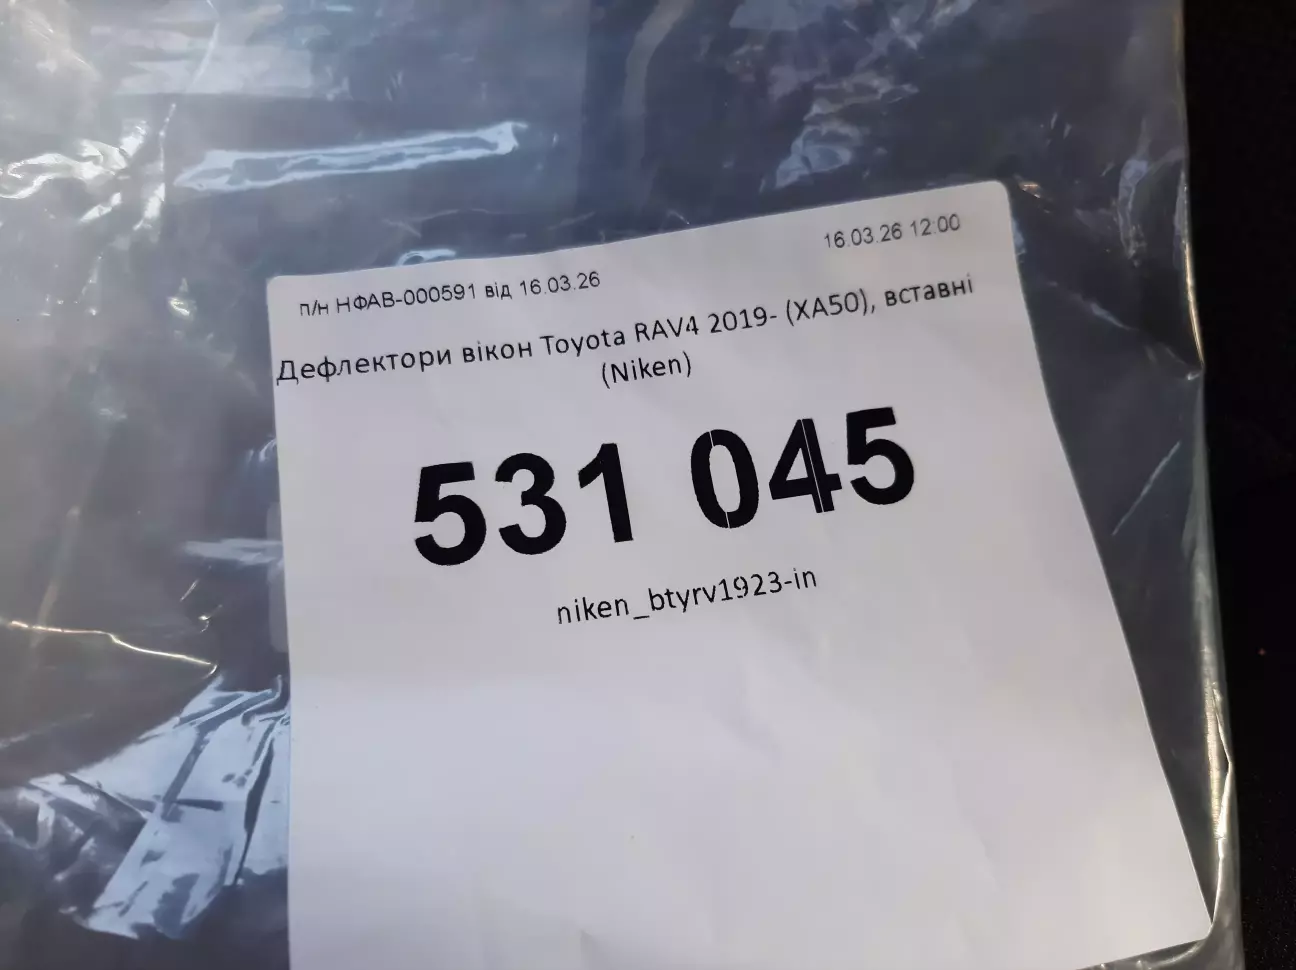 п/н НФАВ-000591 від 16.03.26
16.03.26 12:00
Дефлектори вікон Toyota RAV4 2019- (XA50), вставні
(Niken)
531 045
niken_btyrv1923-in